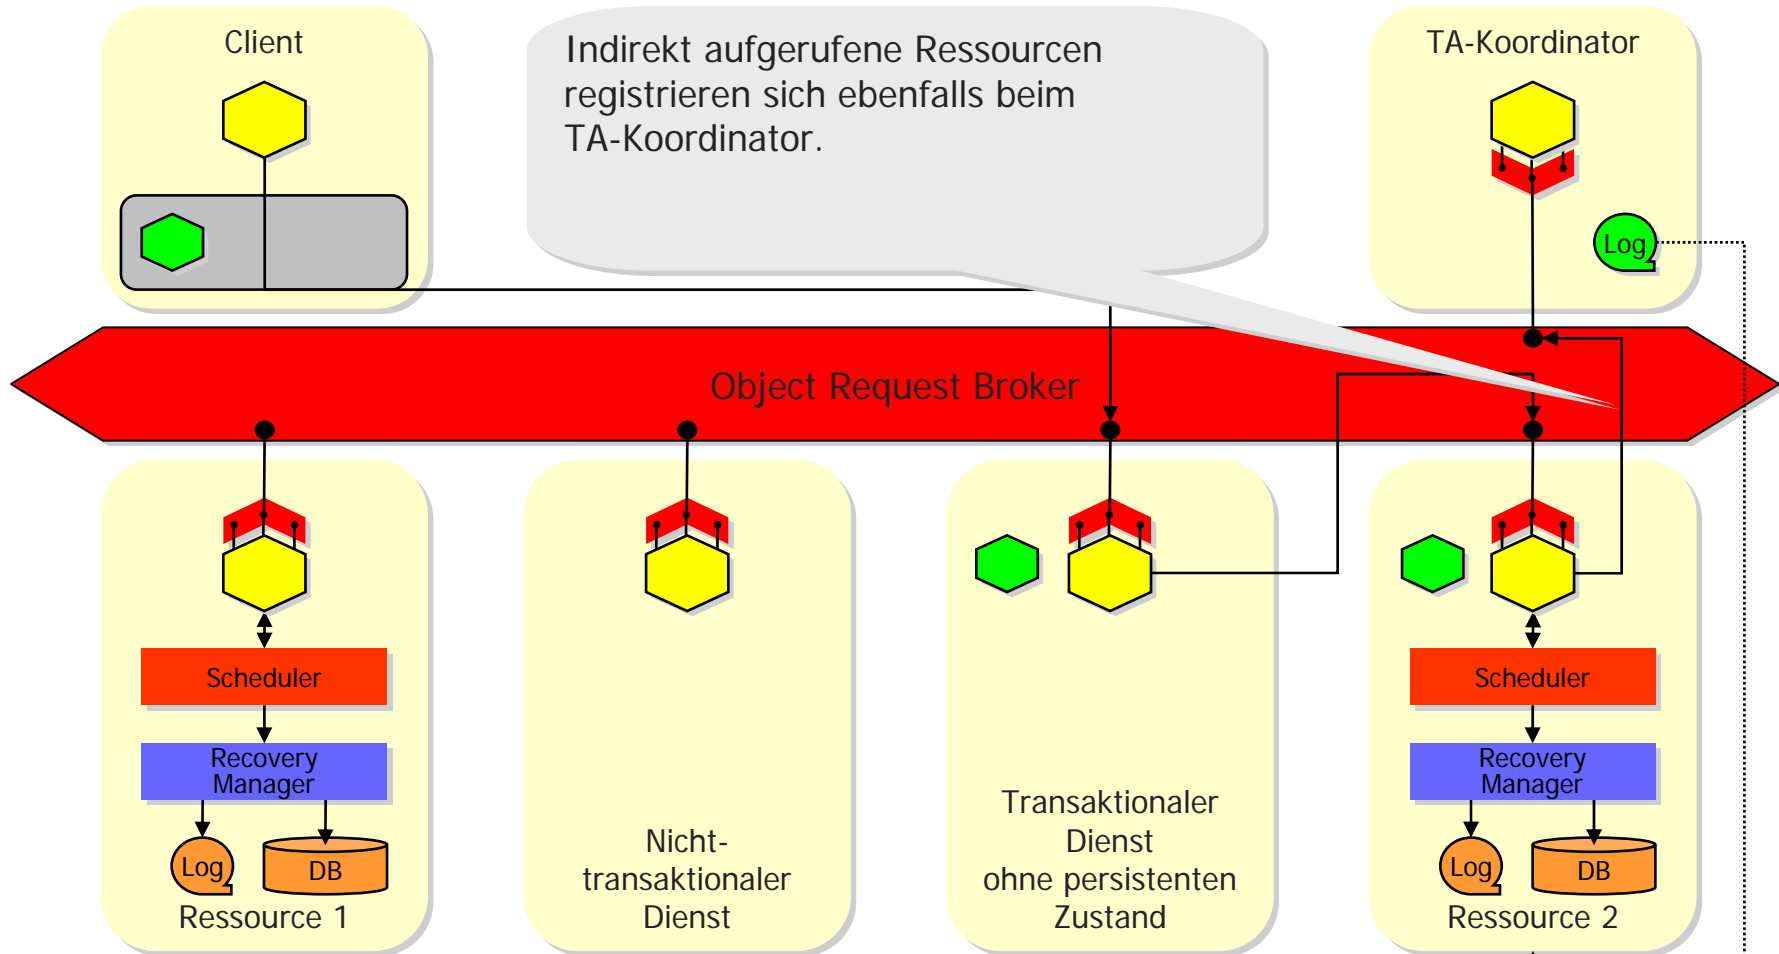 Client
Indirekt aufgerufene Ressourcen
registrieren sich ebenfalls beim
TA-Koordinator.
TA-Koordinator
Log
Object Request Broker
Scheduler
Recovery
Manager
Log
DB
Ressource 1
Nicht-
transaktionaler
Dienst
Transaktionaler
Dienst
ohne persistenten
Zustand
Scheduler
Recovery
Manager
Log
DB
Ressource 2